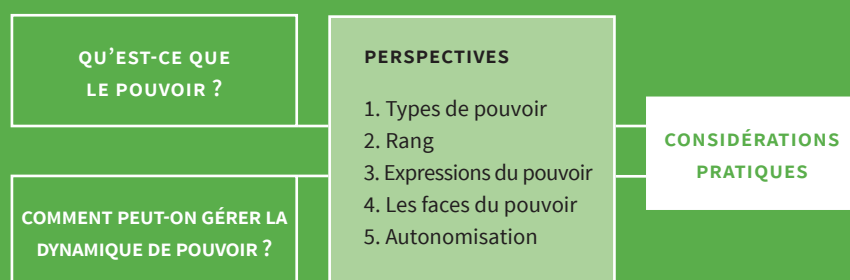 QU’EST-CE QUE
LE POUVOIR ?
COMMENT PEUT-ON GÉRER LA
DYNAMIQUE DE POUVOIR ?
PERSPECTIVES
1. Types de pouvoir
2. Rang
3. Expressions du pouvoir
4. Les faces du pouvoir
5. Autonomisation
CONSIDÉRATIONS
PRATIQUES